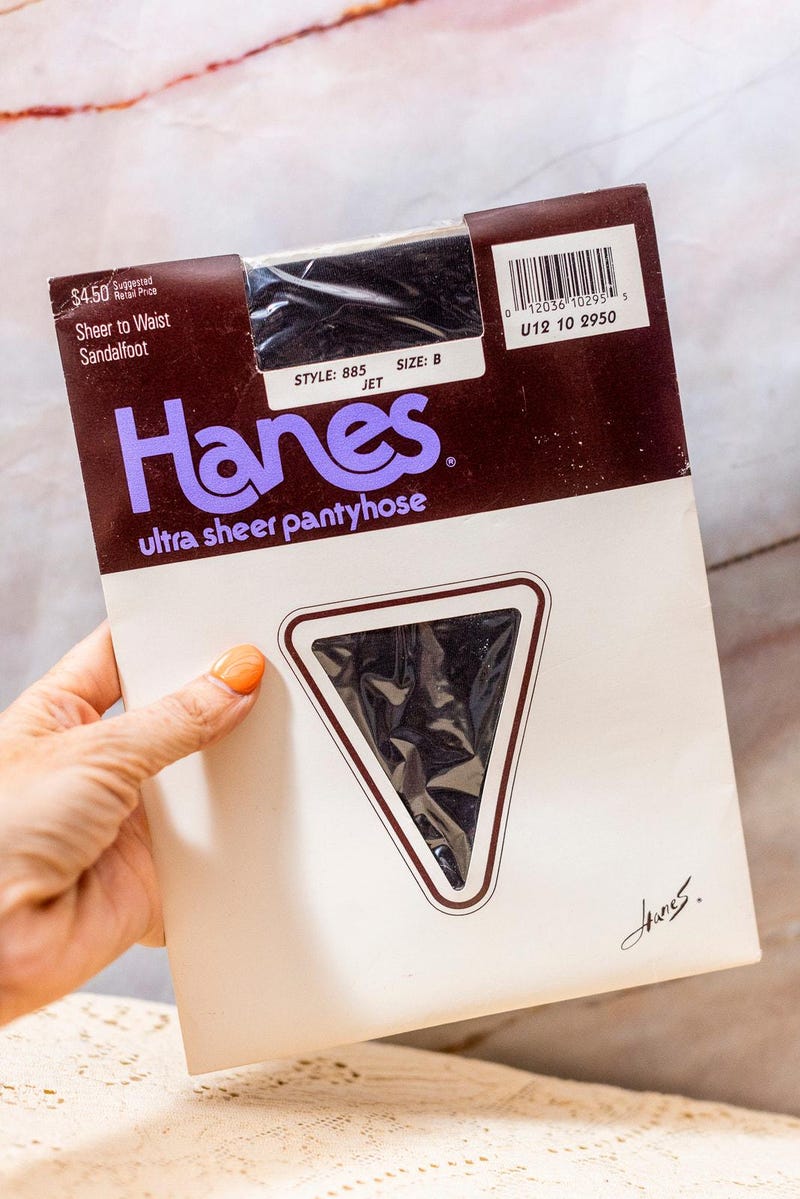 $4.50 Suggested
Retail Price
Sheer to Waist
Sandalfoot
STYLE: 885 SIZE: B
JET
0 12036 10295 5
U12 10 2950
Hanes®
ultra sheer pantyhose
Hanes.